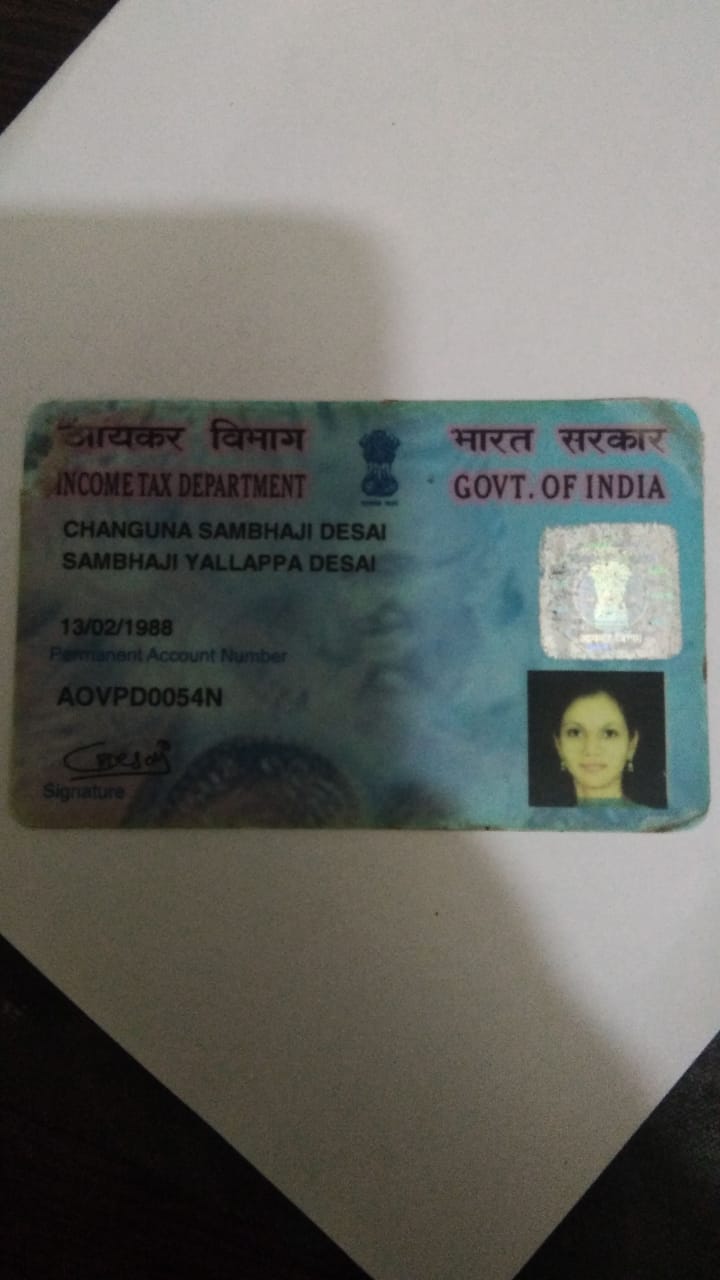 आयकर विभाग
INCOME TAX DEPARTMENT
भारत सरकार
GOVT. OF INDIA
CHANGUNA SAMBHAJI DESAI
SAMBHAJI YALLAPPA DESAI
13/02/1988
Permanent Account Number
AOVPD0054N
Signature